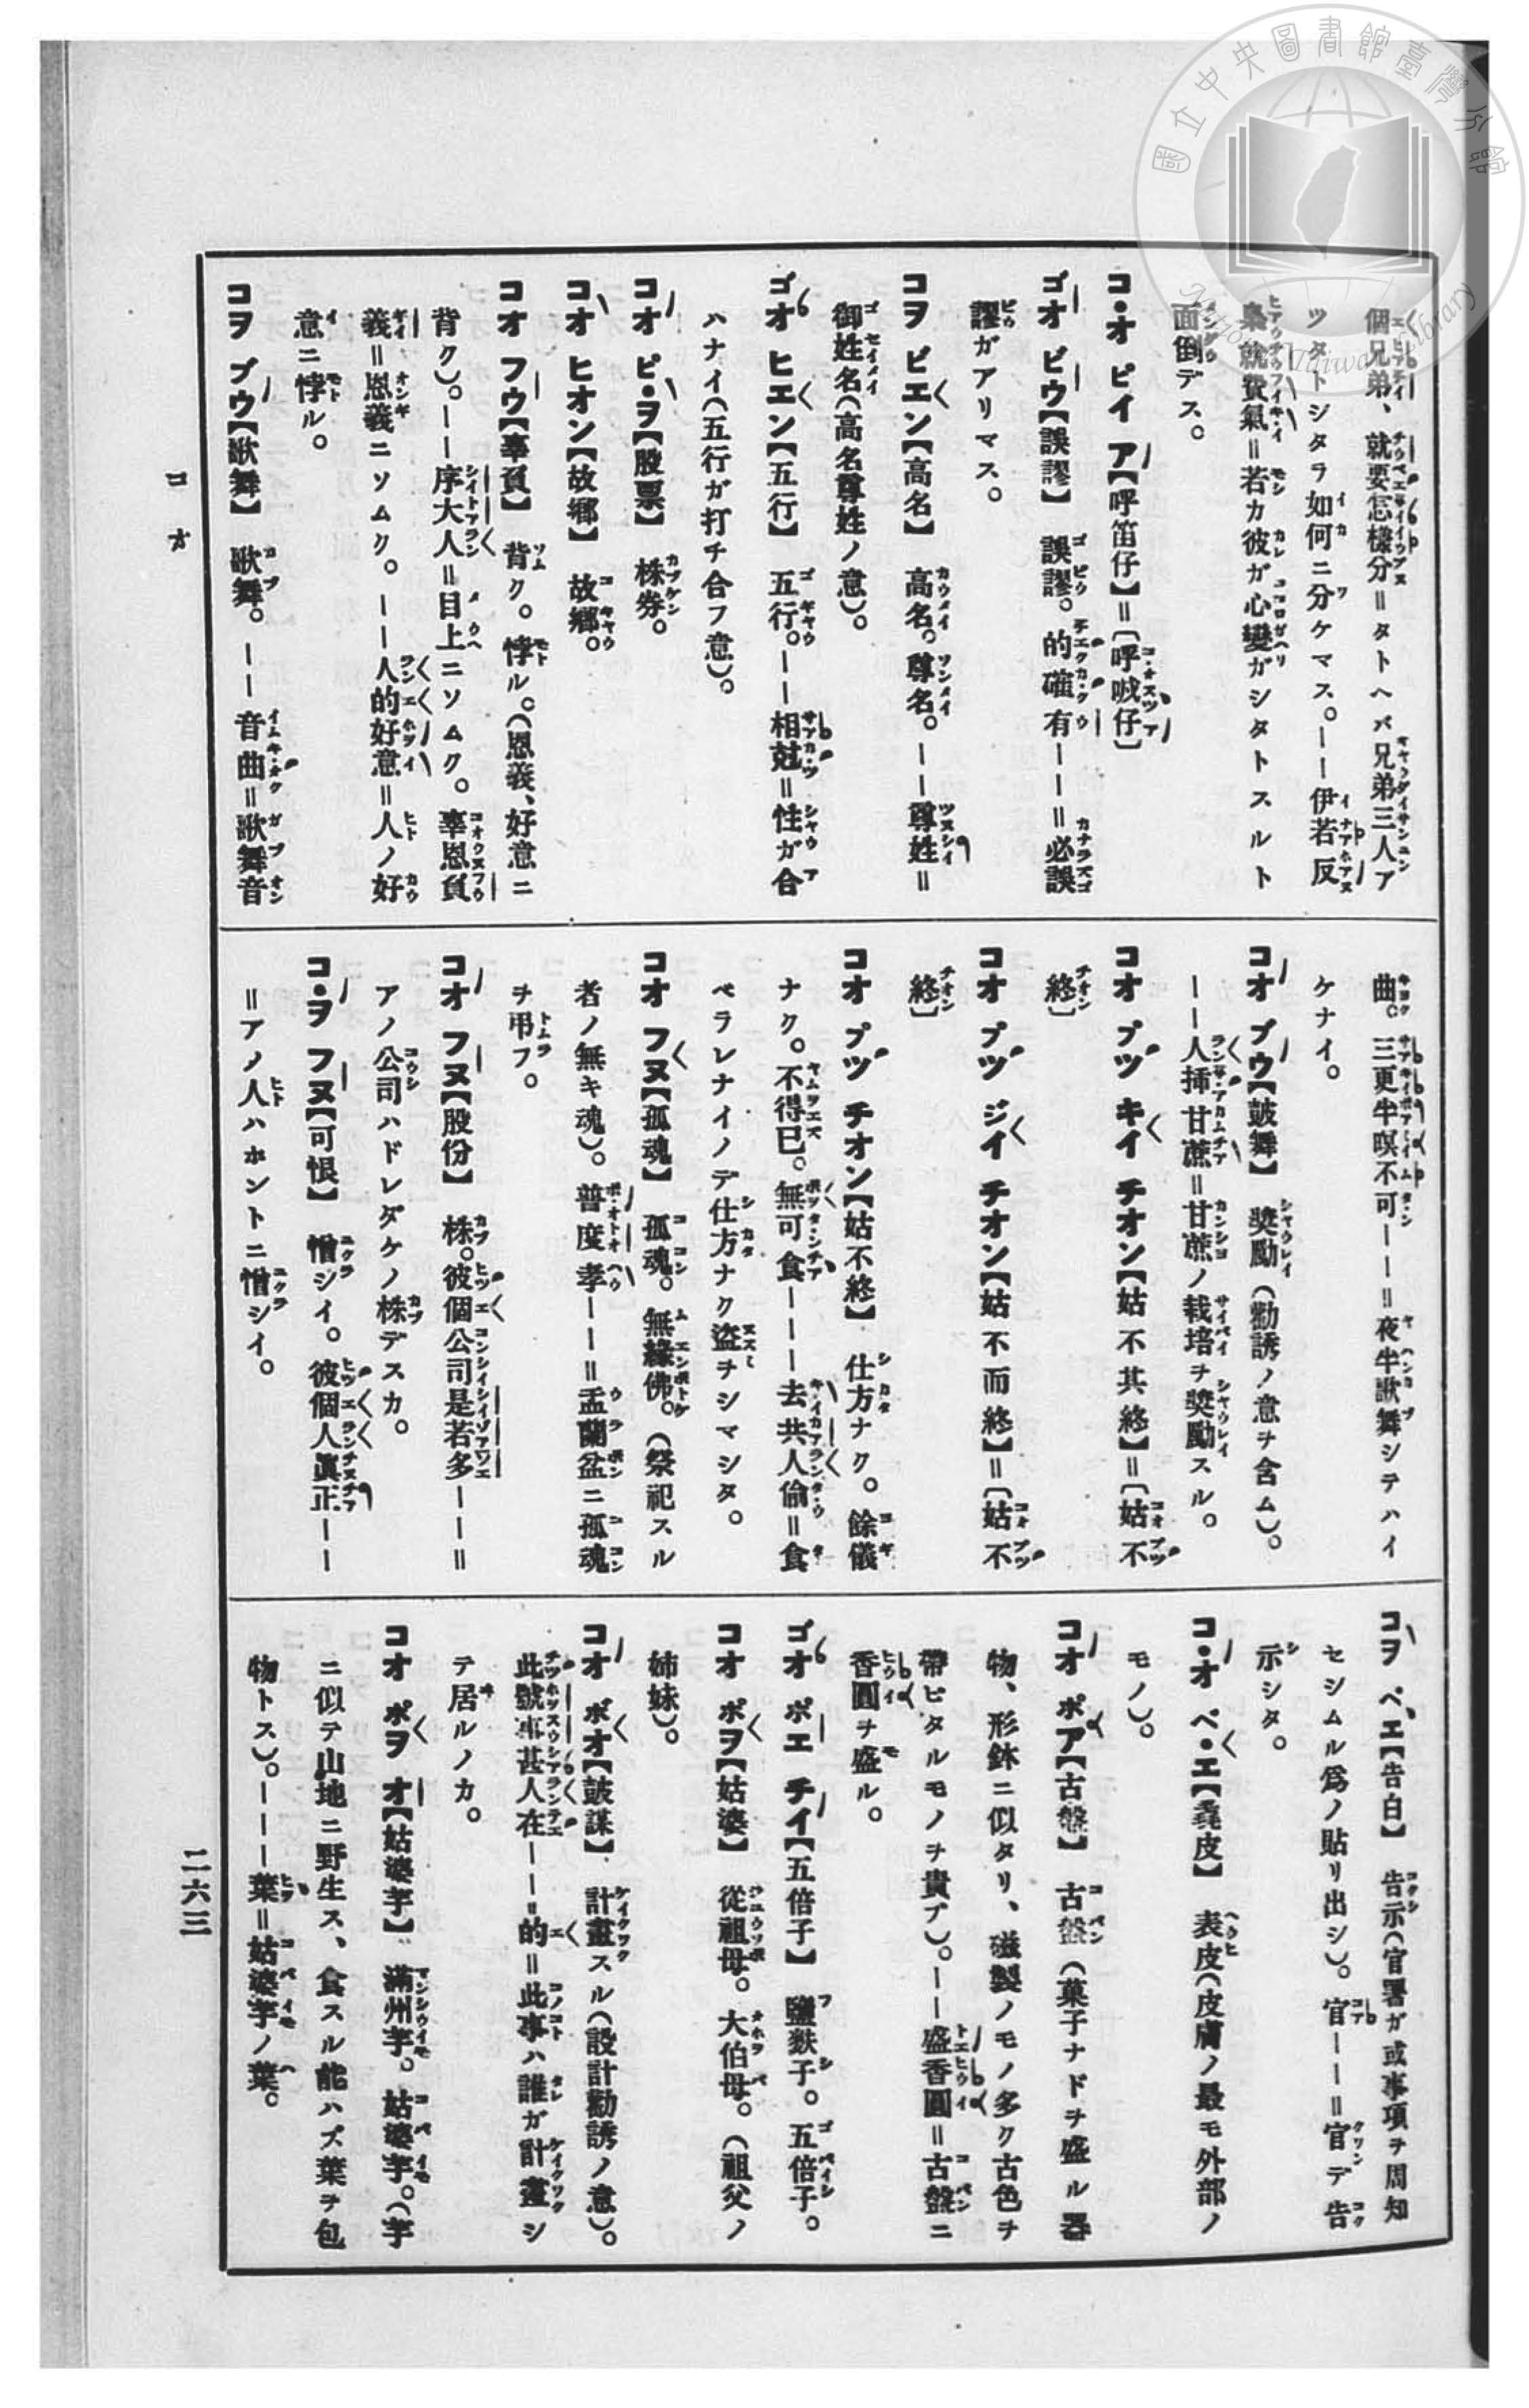 國立中央圖書館臺灣分館
National Taiwan Library
個兄弟、就要怎樣分=タトヘバ兄弟三人ア
ツタトシタラ如何ニ分ケマス。——伊若反
梟就費氣=若カ彼ガ心變ガシタトスルト
面倒デス。
コ・オ ピイ ア【呼笛仔】=〔呼哸仔〕
ゴオ ビウ【誤謬】 誤謬。的確有——=必誤
謬ガアリマス。
コヲ ビエン【高名】 高名。尊名。——尊姓=
御姓名(高名尊姓ノ意)。
ゴオ ヒエン【五行】 五行。——相尅=性ガ合
ハナイ(五行ガ打チ合フ意)。
コオ ピ・ヲ【股票】 株券。
コオ ヒオン【故鄉】 故鄉。
コオ フウ【辜負】 背ク。悖ル。(恩義、好意ニ
背ク)。——序大人=目上ニソムク。辜恩負
義=恩義ニソムク。——人的好意=人ノ好
意ニ悖ル。
コヲ ブウ【歌舞】 歌舞。——音曲=歌舞音
曲。三更半暝不可——=夜半歌舞シテハイ
ケナイ。
コオ ブウ【鼓舞】 奬勵(勸誘ノ意ヲ含ム)。
——人挿甘蔗=甘蔗ノ栽培ヲ奬勵スル。
コオ プツ キイ チオン【姑不其終】=〔姑不
終〕
コオ プツ ジイ チオン【姑不而終】=〔姑不
終〕
コオ プツ チオン【姑不終】 仕方ナク。餘儀
ナク。不得已。無可食———去共人偷=食
ベラレナイノデ仕方ナク盜ヲシマシタ。
コオ フヌ【孤魂】 孤魂。無緣佛。(祭祀スル
者ノ無キ魂)。普度孝——=盂蘭盆ニ孤魂
ヲ弔フ。
コオ フヌ【股份】 株。彼個公司是若多——=
アノ公司ハドレダケノ株デスカ。
コ・ヲ フヌ【可恨】 憎シイ。彼個人眞正——
=アノ人ハホントニ憎シイ。
コヲ ペ・エ【告白】 告示(官署ガ或事項ヲ周知
セシムル爲ノ貼リ出シ)。官——=官デ告
示シタ。
コ・オ ペ・エ【麁皮】 表皮(皮膚ノ最モ外部ノ
モノ)。
コオ ポア【古盤】 古盤(菓子ナドヲ盛ル器
物、形鉢ニ似タリ、磁製ノモノ多ク古色ヲ
帶ピタルモノヲ貴ブ)。——盛香圓=古盤ニ
香圓ヲ盛ル。
ゴオ ポエ チイ【五倍子】 鹽麩子。五倍子。
コオ ポヲ【姑婆】 從祖母。大伯母。(祖父ノ
姉妹)。
コオ ボオ【鼓謀】 計畫スル(設計勸誘ノ意)。
此號事甚人在——的=此事ハ誰ガ計畫シ
テ居ルノカ。
コオ ポヲ オ【姑婆芋】 滿州芋。姑婆芋。(芋
ニ似テ山地ニ野生ス、食スル能ハズ葉ヲ包
物トス)。———葉=姑婆芋ノ葉。
コ オ
二六三